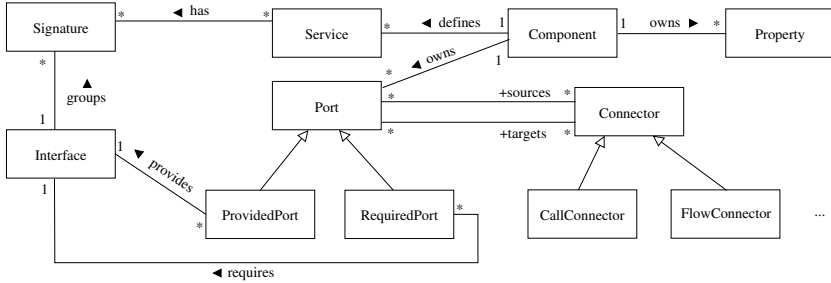 * ◄ has *
◄ defines 1
1 owns ► *
Signature
Service
*
Component
Property
*
◄ owns
1
*
▲
groups
*
Port
*
+sources *
Connector
*
+targets *
1
Interface
1
◄ provides
1
*
ProvidedPort
RequiredPort
*
CallConnector
FlowConnector
...
◄ requires